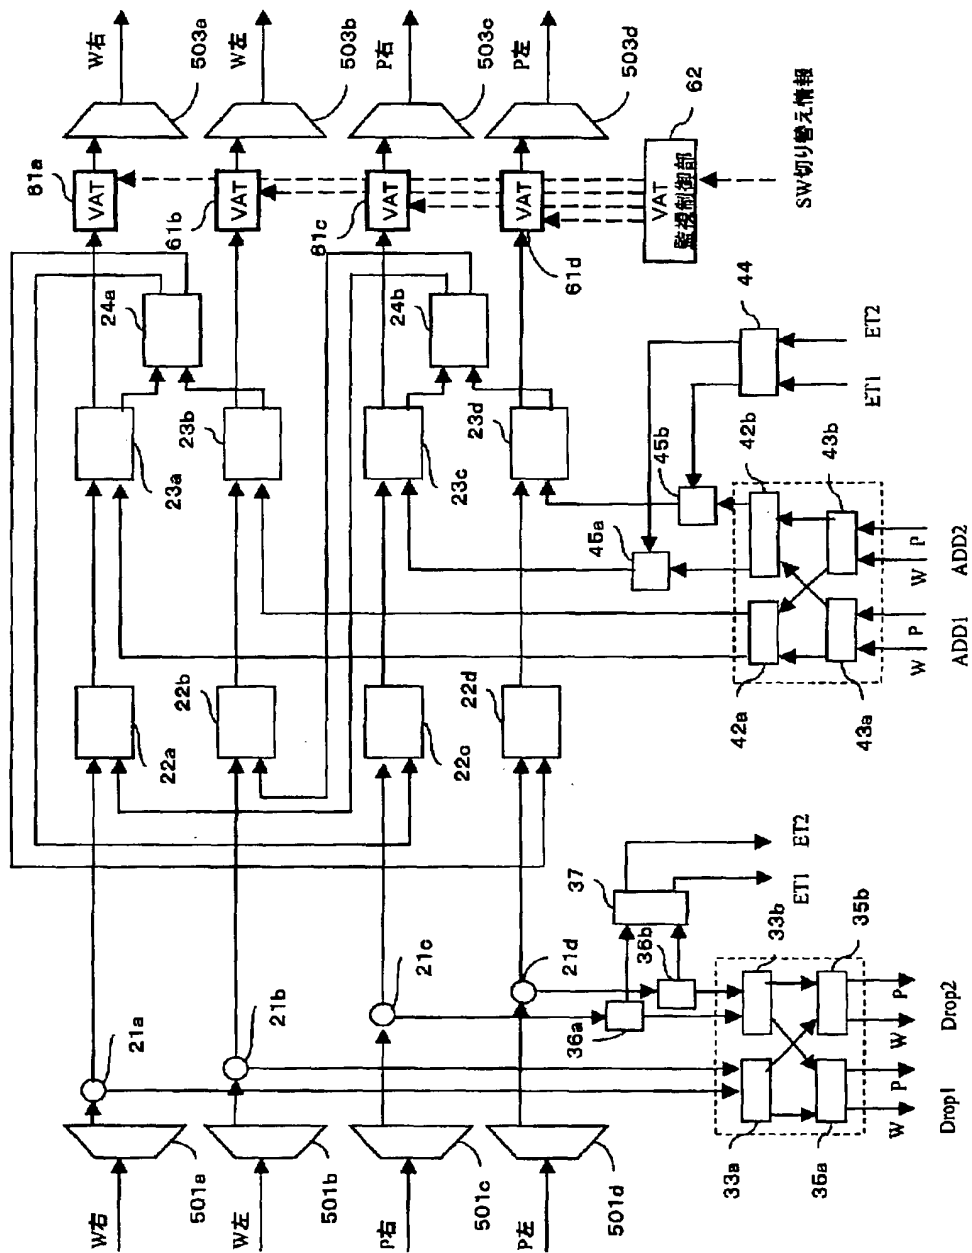 W右
503a
W左
503b
P右
503c
P左
503d
61a
VAT
61b
VAT
61c
VAT
61d
VAT
62
VAT
監視制御部
SW切り替え情報
24a
24b
44
ET2
ET1
23a
23b
23c
23d
45b
45a
42b
43b
P
W
ADD2
P
W
ADD1
22a
22b
22c
22d
42a
43a
37
ET2
ET1
21a
21b
21c
21d
36b
36a
33b
35b
P
W
Drop2
P
W
Drop1
33a
35a
501a
501b
501c
501d
W右
W左
P右
P左